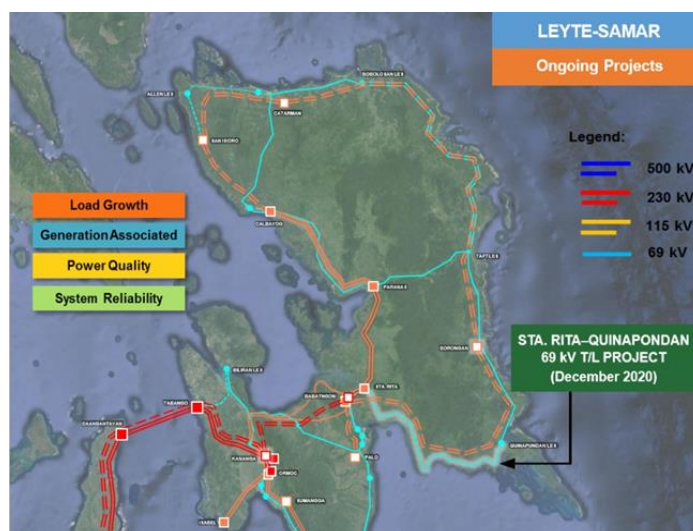 LEYTE-SAMAR
Ongoing Projects
Legend:
500 kV
230 kV
115 kV
69 kV
Load Growth
Generation Associated
Power Quality
System Reliability
STA. RITA–QUINAPONDAN
69 kV T/L PROJECT
(December 2020)
ALLEN LES
CATARMAN
SAN ISIDRO
CALBAYOG
PARANAS
TAFT LES
BORONGAN
STA. RITA
BABATNGON
BILIRAN LES
TABANGO
DAANBANTAYAN
KANANGA
ORMOC
PALO
ISABEL